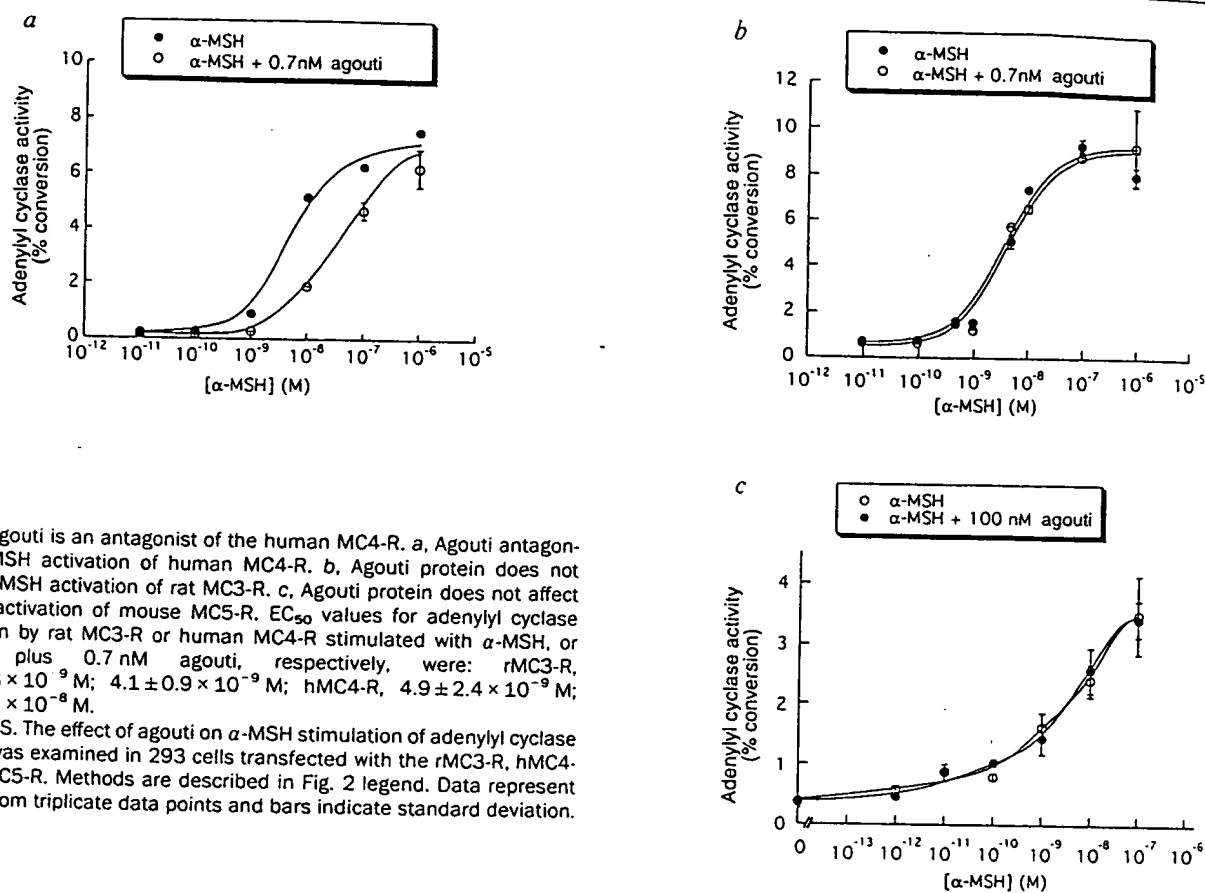 a
α-MSH
α-MSH + 0.7nM agouti
10
8
6
4
2
0
Adenylyl cyclase activity
(% conversion)
10⁻¹² 10⁻¹¹ 10⁻¹⁰ 10⁻⁹ 10⁻⁸ 10⁻⁷ 10⁻⁶ 10⁻⁵
[α-MSH] (M)
b
α-MSH
α-MSH + 0.7nM agouti
12
10
8
6
4
2
0
Adenylyl cyclase activity
(% conversion)
10⁻¹² 10⁻¹¹ 10⁻¹⁰ 10⁻⁹ 10⁻⁸ 10⁻⁷ 10⁻⁶ 10⁻⁵
[α-MSH] (M)
gouti is an antagonist of the human MC4-R. a, Agouti antagon-
MSH activation of human MC4-R. b, Agouti protein does not
MSH activation of rat MC3-R. c, Agouti protein does not affect
activation of mouse MC5-R. EC₅₀ values for adenylyl cyclase
n by rat MC3-R or human MC4-R stimulated with α-MSH, or
plus 0.7 nM agouti, respectively, were: rMC3-R,
× 10⁻⁹ M; 4.1 ± 0.9 × 10⁻⁹ M; hMC4-R, 4.9 ± 2.4 × 10⁻⁹ M;
× 10⁻⁸ M.
S. The effect of agouti on α-MSH stimulation of adenylyl cyclase
was examined in 293 cells transfected with the rMC3-R, hMC4-
C5-R. Methods are described in Fig. 2 legend. Data represent
om triplicate data points and bars indicate standard deviation.
c
α-MSH
α-MSH + 100 nM agouti
4
3
2
1
0
Adenylyl cyclase activity
(% conversion)
0 10⁻¹³ 10⁻¹² 10⁻¹¹ 10⁻¹⁰ 10⁻⁹ 10⁻⁸ 10⁻⁷ 10⁻⁶
[α-MSH] (M)